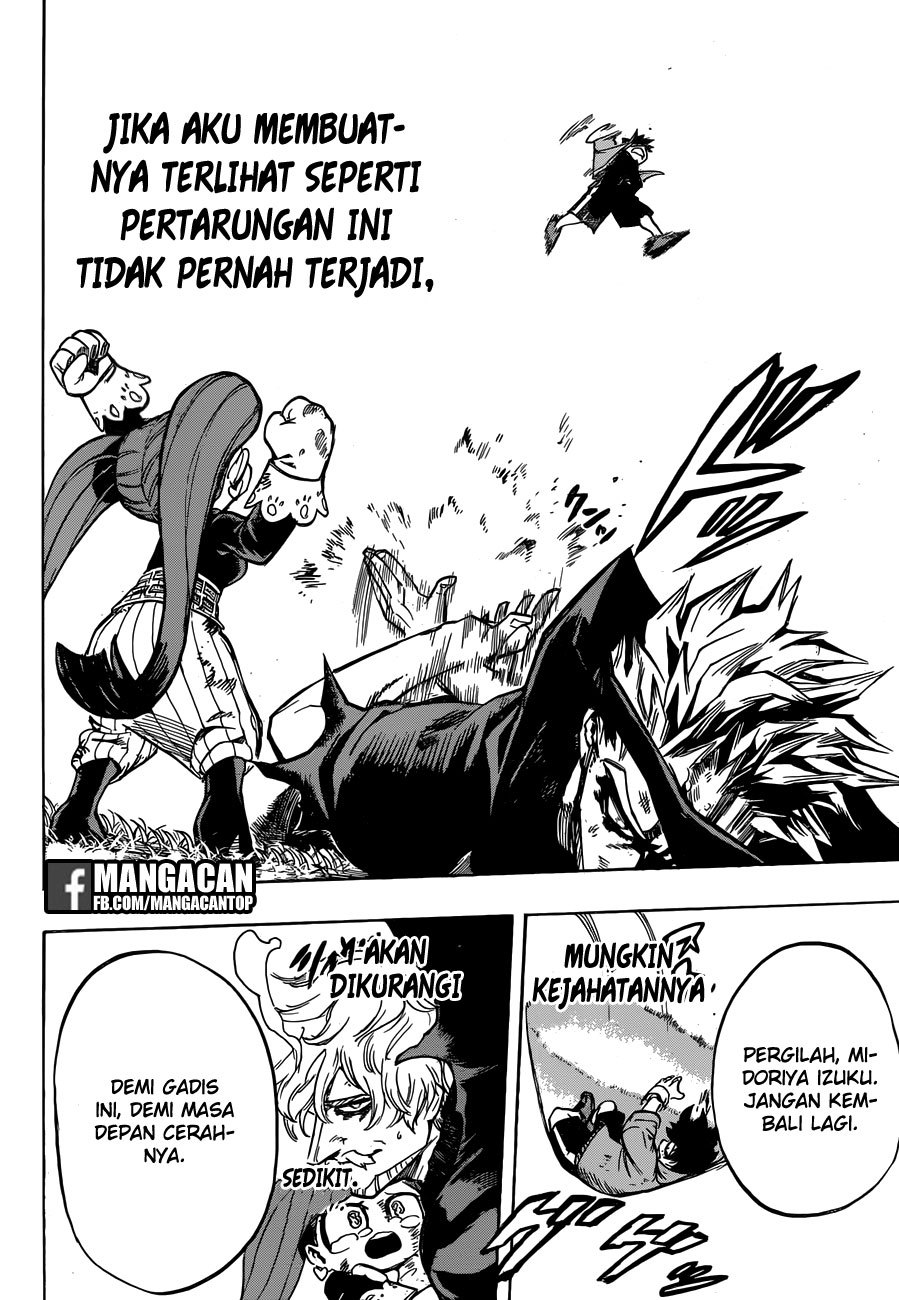 JIKA AKU MEMBUAT-
NYA TERLIHAT SEPERTI
PERTARUNGAN INI
TIDAK PERNAH TERJADI,
MANGACAN
FB.COM/MANGACANTOP
MUNGKIN
KEJAHATANNYA
PERGILAH, MI-
DORIYA IZUKU.
JANGAN KEM-
BALI LAGI.
AKAN
DIKURANGI
SEDIKIT.
DEMI GADIS
INI, DEMI MASA
DEPAN CERAH-
NYA.